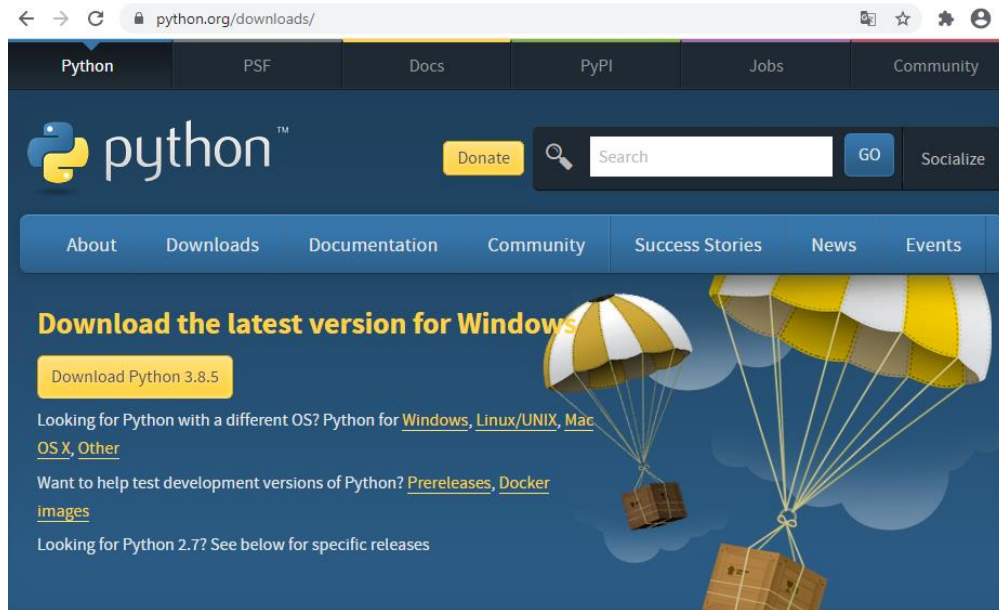 python.org/downloads/
Python PSF Docs PyPI Jobs Community
python™
Donate Search GO Socialize
About Downloads Documentation Community Success Stories News Events
Download the latest version for Windows
Download Python 3.8.5
Looking for Python with a different OS? Python for Windows, Linux/UNIX, Mac
OS X, Other
Want to help test development versions of Python? Prereleases, Docker
images
Looking for Python 2.7? See below for specific releases